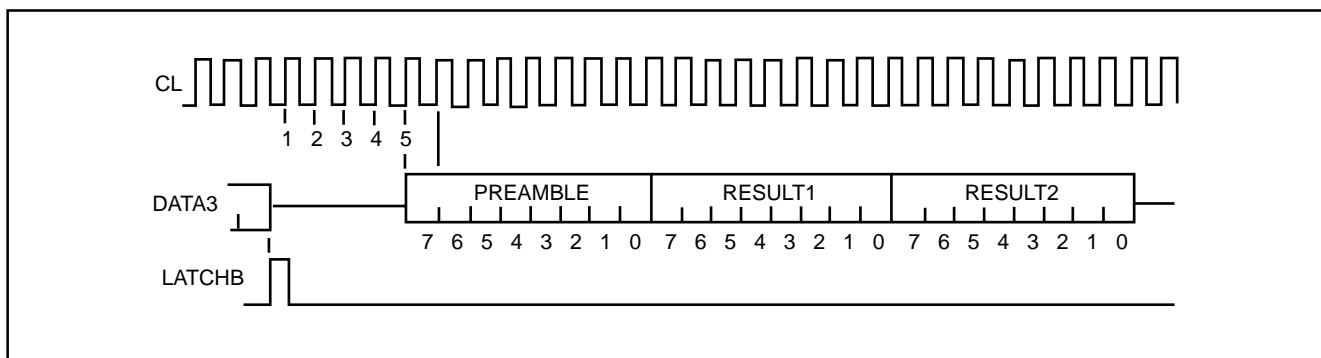 CL
1 2 3 4 5
DATA3 PREAMBLE RESULT1 RESULT2
7 6 5 4 3 2 1 0 7 6 5 4 3 2 1 0 7 6 5 4 3 2 1 0
LATCHB